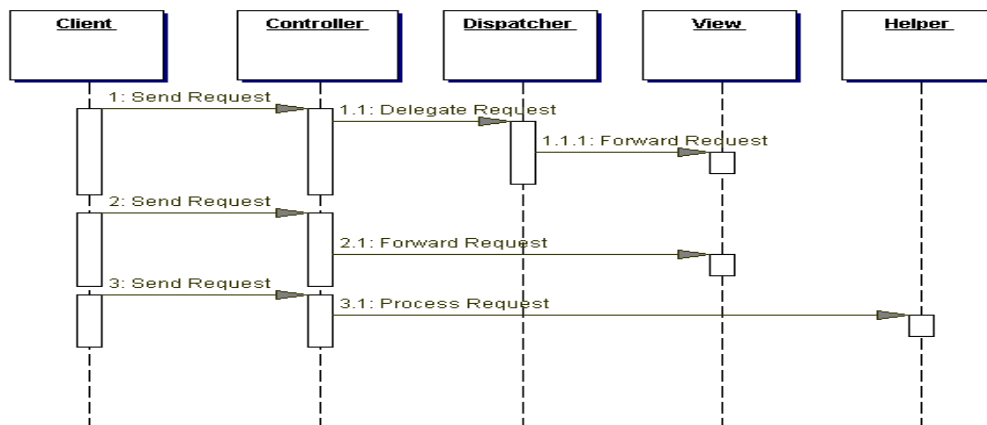 Client
Controller
Dispatcher
View
Helper
1: Send Request
1.1: Delegate Request
1.1.1: Forward Request
2: Send Request
2.1: Forward Request
3: Send Request
3.1: Process Request